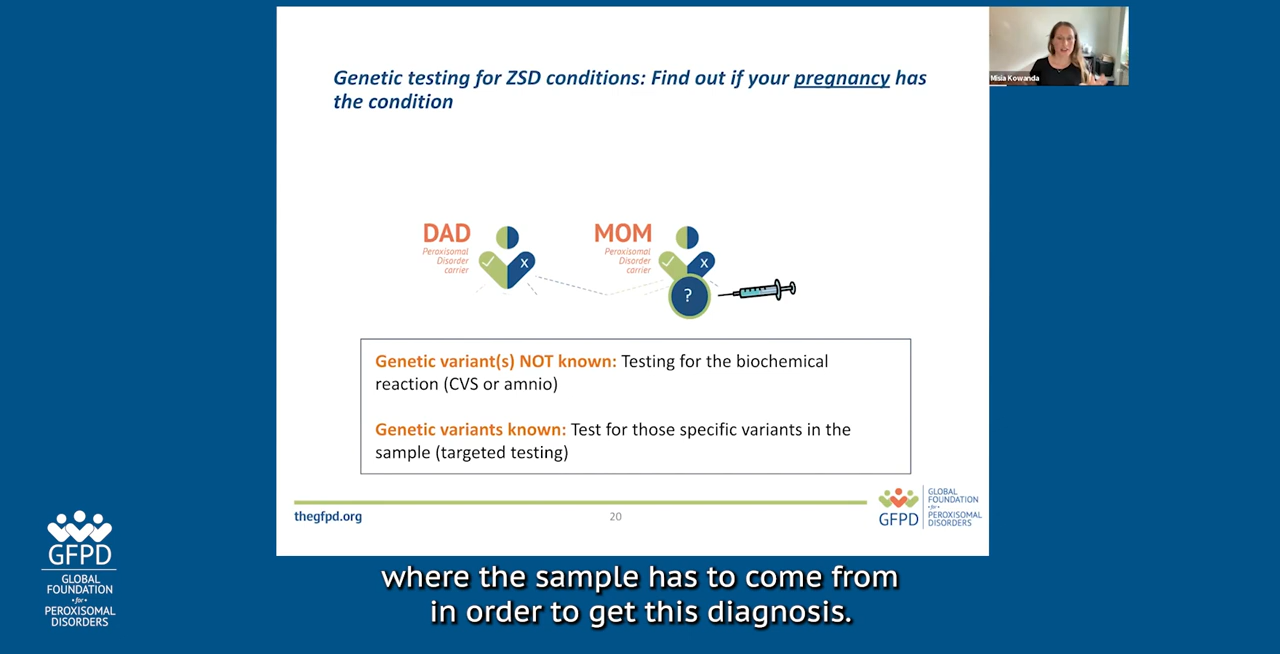 Genetic testing for ZSD conditions: Find out if your pregnancy has
the condition
Misia Kowanda
DAD
Peroxisomal
Disorder
carrier
X
MOM
Peroxisomal
Disorder
carrier
X
?
Genetic variant(s) NOT known: Testing for the biochemical
reaction (CVS or amnio)
Genetic variants known: Test for those specific variants in the
sample (targeted testing)
thegfpd.org
20
GFPD
GLOBAL
FOUNDATION
for
PEROXISOMAL
DISORDERS
GFPD
GLOBAL
FOUNDATION
for
PEROXISOMAL
DISORDERS
where the sample has to come from
in order to get this diagnosis.